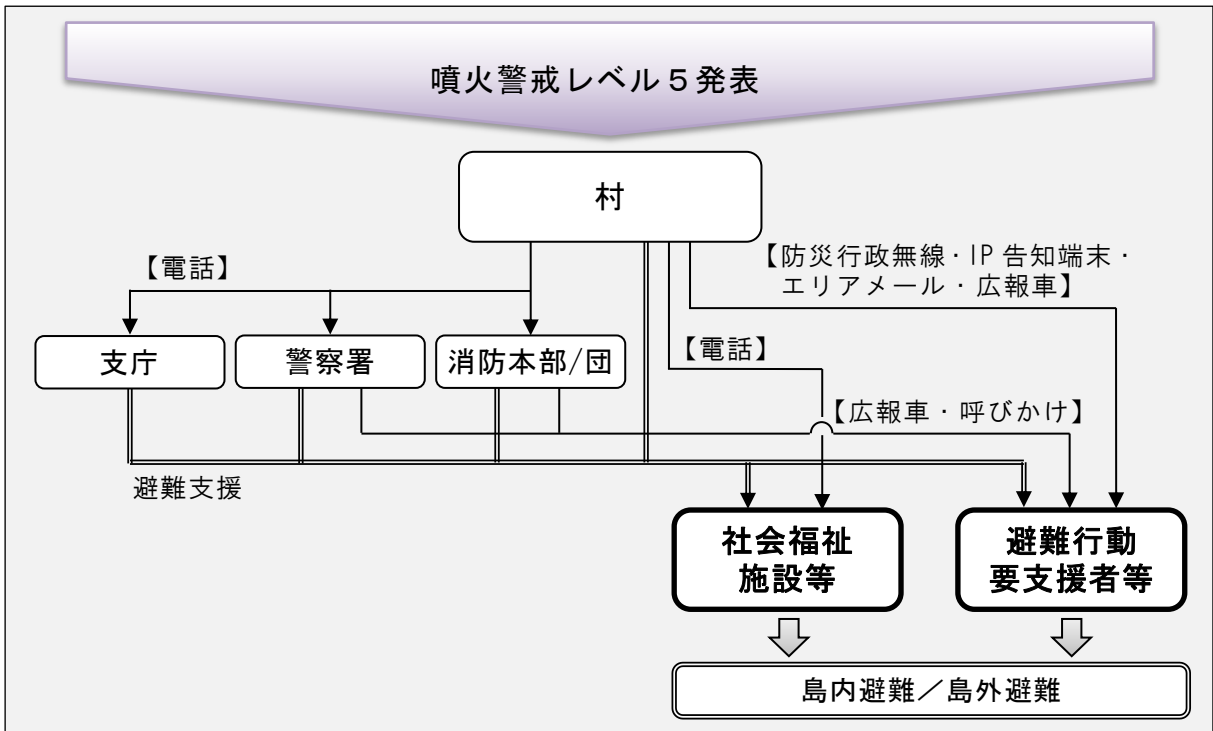 噴火警戒レベル５発表
村
【電話】
【防災行政無線・IP 告知端末・
エリアメール・広報車】
支庁
警察署
消防本部/団
【電話】
【広報車・呼びかけ】
避難支援
社会福祉
施設等
避難行動
要支援者等
島内避難／島外避難